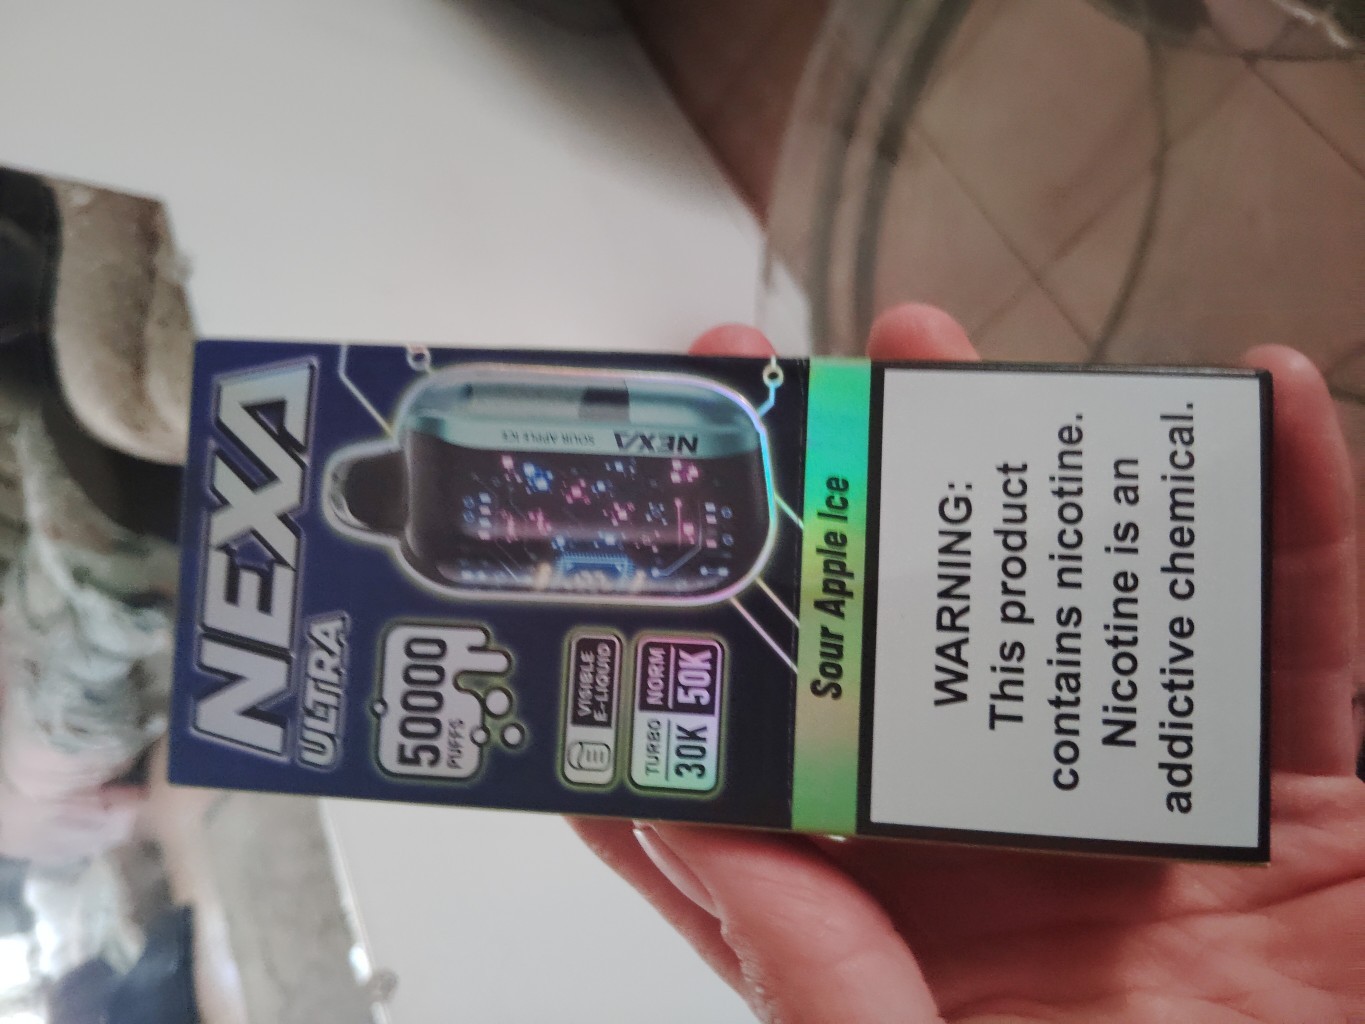 NEXA
ULTRA
50000
PUFFS
VISIBLE
E-LIQUID
TURBO
30K
NORM
50K
NEXA
SOUR APPLE ICE
Sour Apple Ice
WARNING:
This product
contains nicotine.
Nicotine is an
addictive chemical.